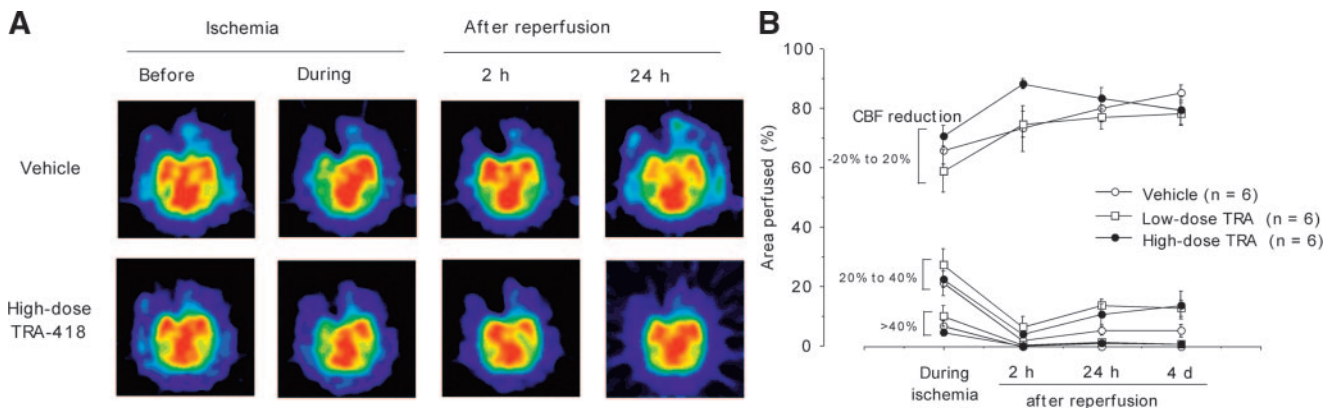 A
Ischemia
After reperfusion
Before
During
2 h
24 h
Vehicle
High-dose
TRA-418
B
100
80
60
40
20
0
Area perfused (%)
CBF reduction
-20% to 20%
20% to 40%
>40%
Vehicle (n = 6)
Low-dose TRA (n = 6)
High-dose TRA (n = 6)
During
ischemia
2 h
24 h
4 d
after reperfusion